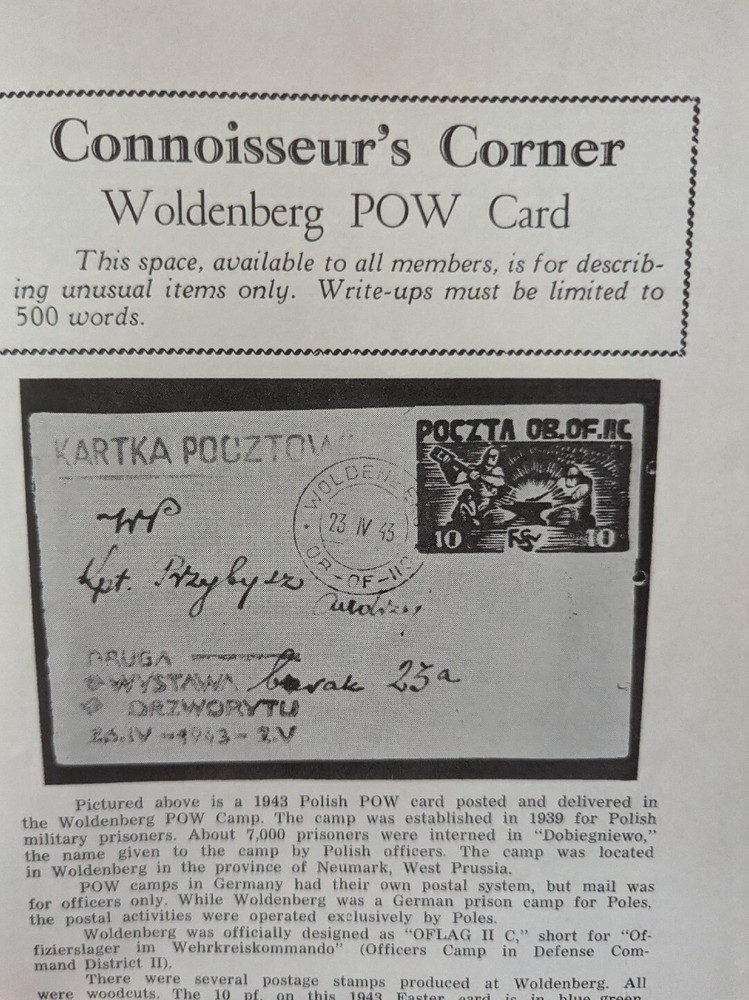 Connoisseur's Corner
Woldenberg POW Card
This space, available to all members, is for describ-
ing unusual items only. Write-ups must be limited to
500 words.
KARTKA POCZTOW
POCZTA OB.OF.IIC
WOLDENBERG
23 IV 43
OB-OF-IIC
10 10
WP
Kpt. Przybysz
DRUGA
WYSTAWA barak 23a
DRZWORYTU
23.IV-1943-2.V
Pictured above is a 1943 Polish POW card posted and delivered in
the Woldenberg POW Camp. The camp was established in 1939 for Polish
military prisoners. About 7,000 prisoners were interned in "Dobiegniewo,"
the name given to the camp by Polish officers. The camp was located
in Woldenberg in the province of Neumark, West Prussia.
POW camps in Germany had their own postal system, but mail was
for officers only. While Woldenberg was a German prison camp for Poles,
the postal activities were operated exclusively by Poles.
Woldenberg was officially designed as "OFLAG II C," short for "Of-
fizierslager im Wehrkreiskommando" (Officers Camp in Defense Com-
mand District II).
There were several postage stamps produced at Woldenberg. All
were woodcuts. The 10 pf. on this 1943 Easter card is in blue-green